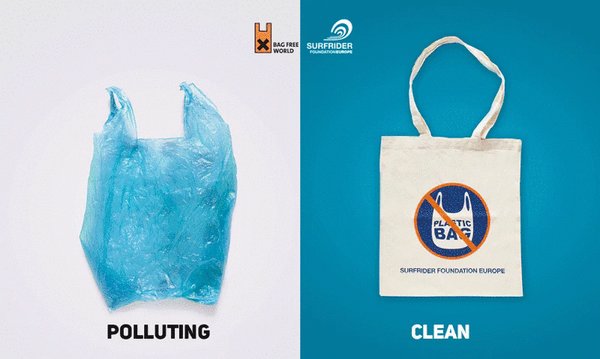 BAG FREE
WORLD
SURFRIDER
FOUNDATION EUROPE
PLASTIC
BAG
SURFRIDER FOUNDATION EUROPE
POLLUTING
CLEAN